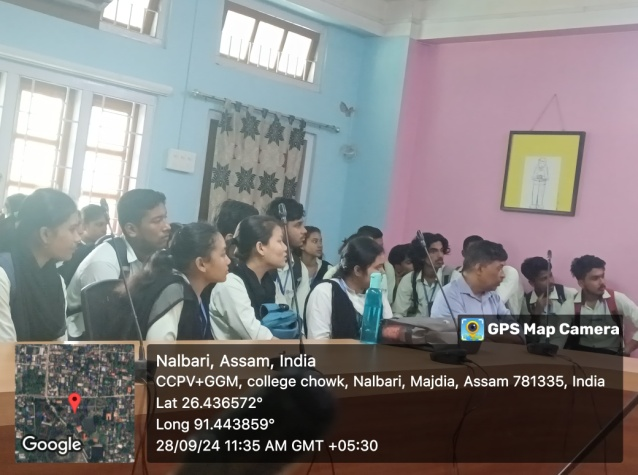 GPS Map Camera
Nalbari, Assam, India
CCPV+GGM, college chowk, Nalbari, Majdia, Assam 781335, India
Lat 26.436572°
Long 91.443859°
28/09/24 11:35 AM GMT +05:30
Google